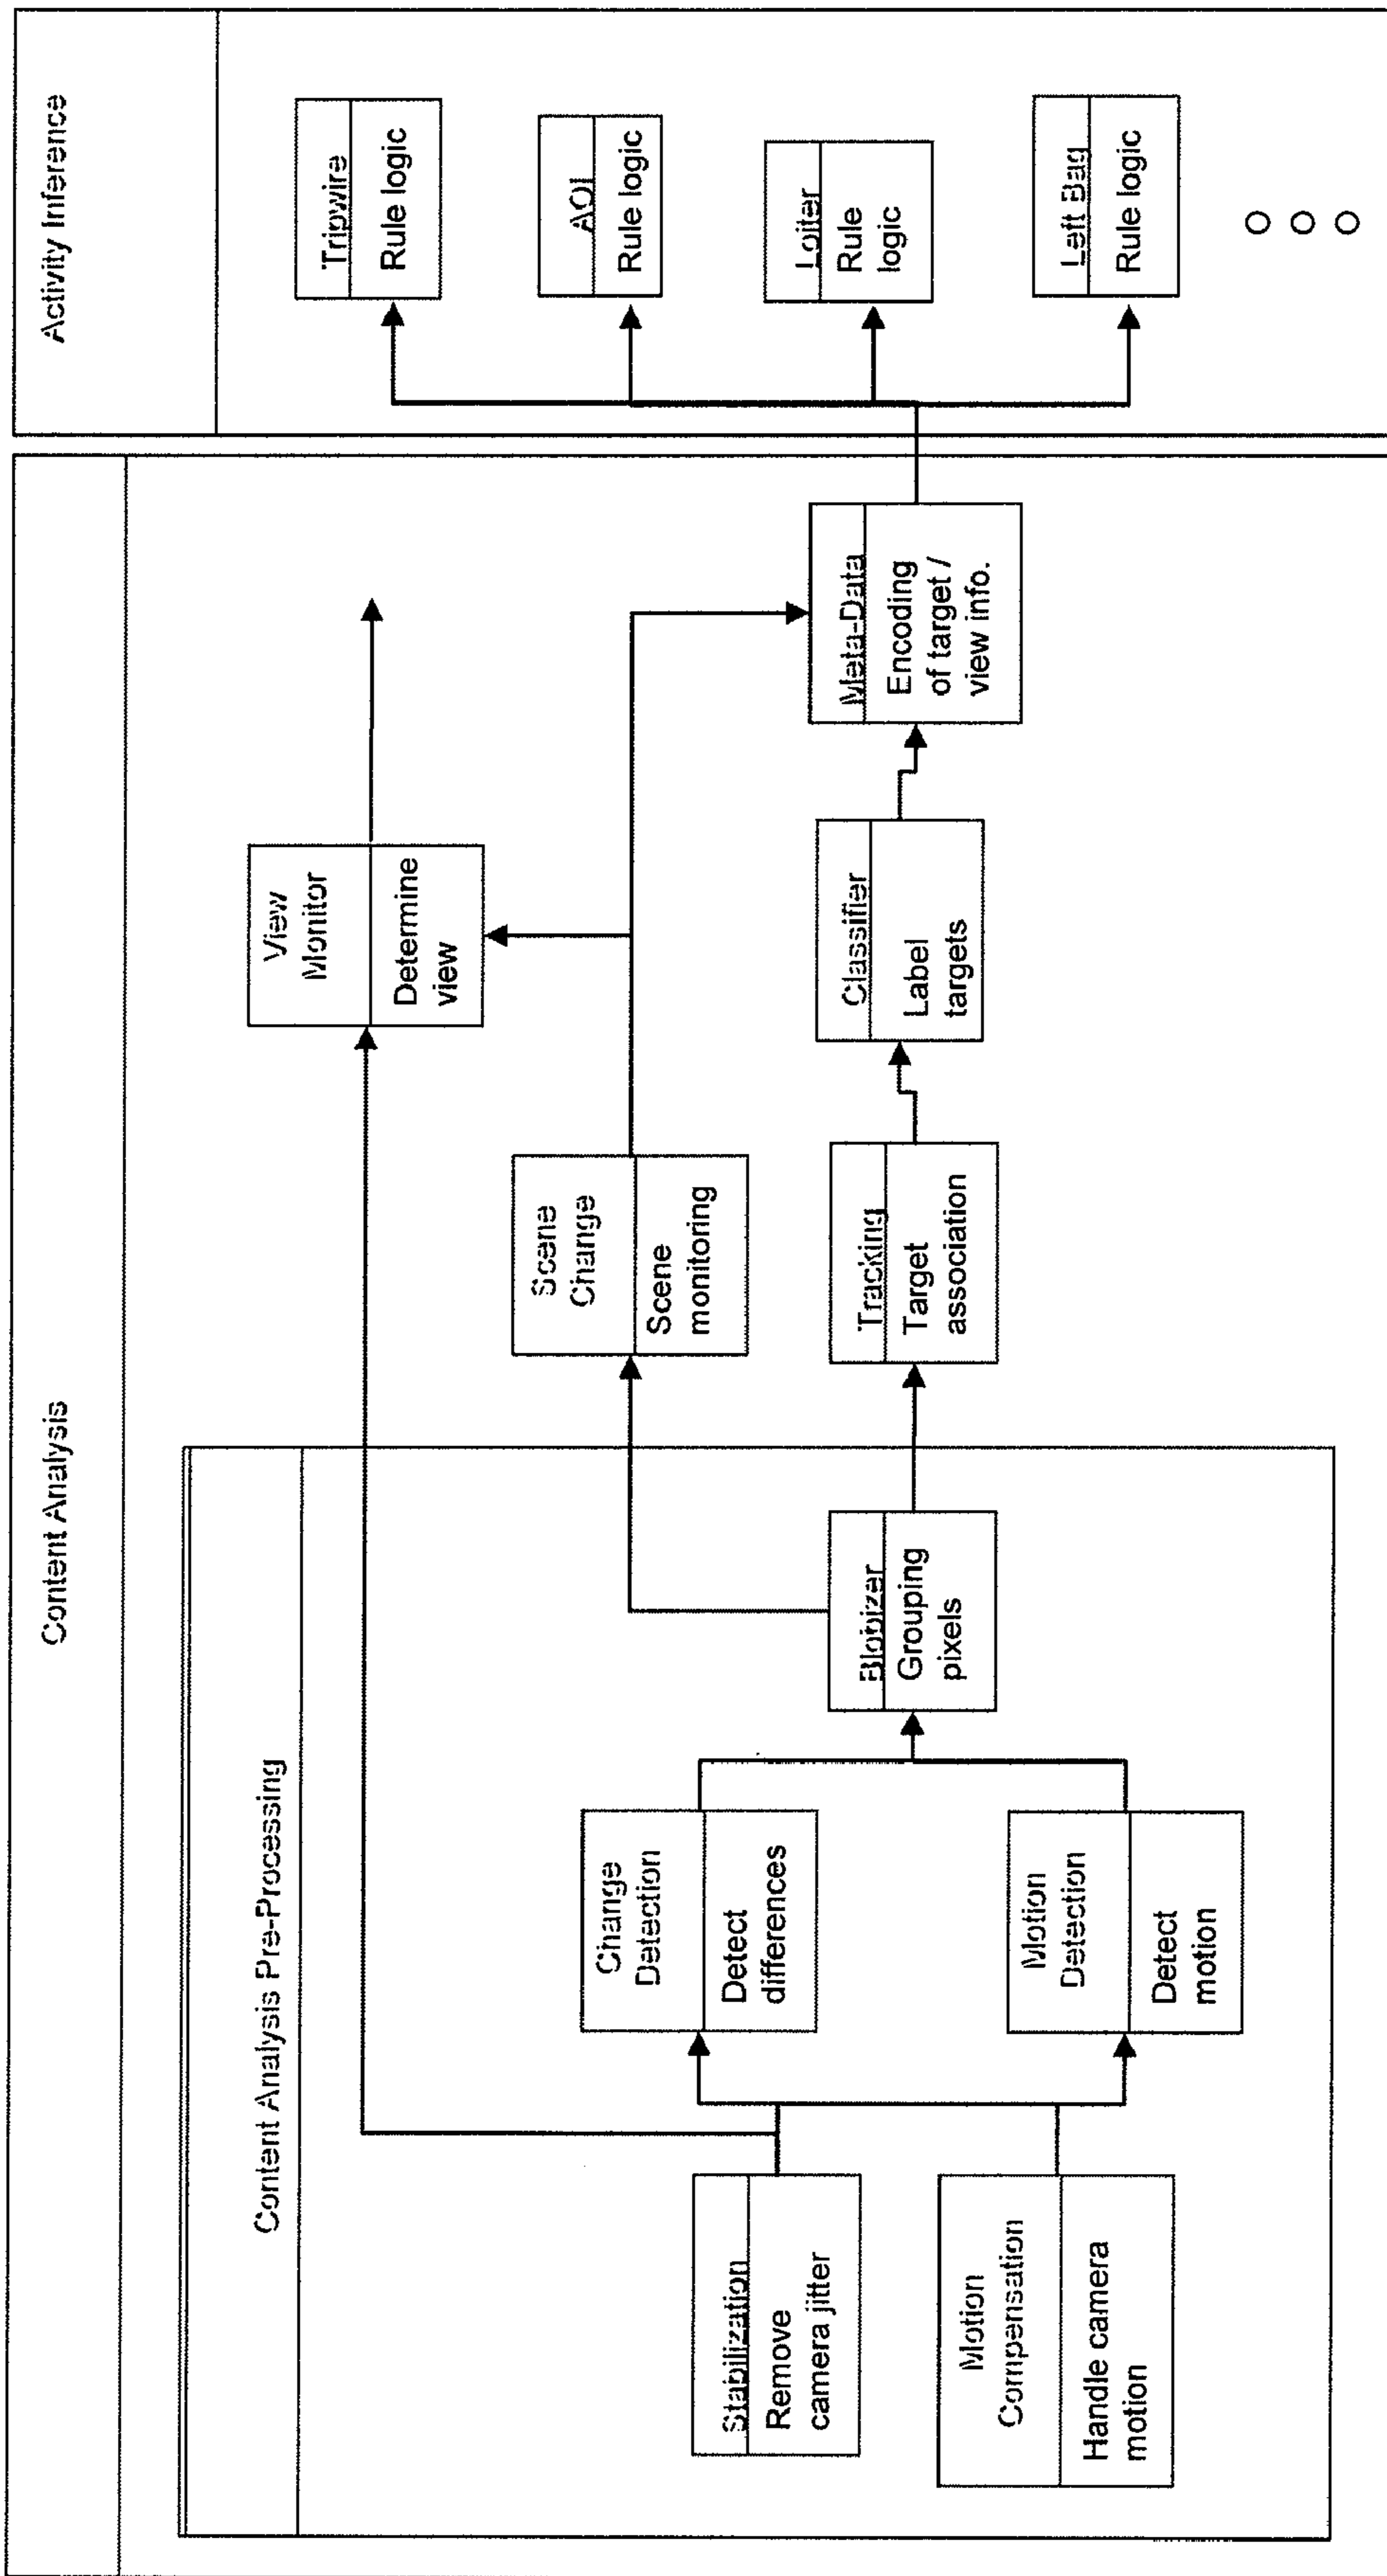 Content Analysis
Content Analysis Pre-Processing
Stabilization
Remove
camera jitter
Motion
Compensation
Handle camera
motion
Change
Detection
Detect
differences
Motion
Detection
Detect
motion
Blobizer
Grouping
pixels
Scene
Change
Scene
monitoring
Tracking
Target
association
View
Monitor
Determine
view
Classifier
Label
targets
Meta-Data
Encoding
of target /
view info.
Activity Inference
Tripwire
Rule logic
AOI
Rule logic
Loiter
Rule
logic
Left Bag
Rule logic